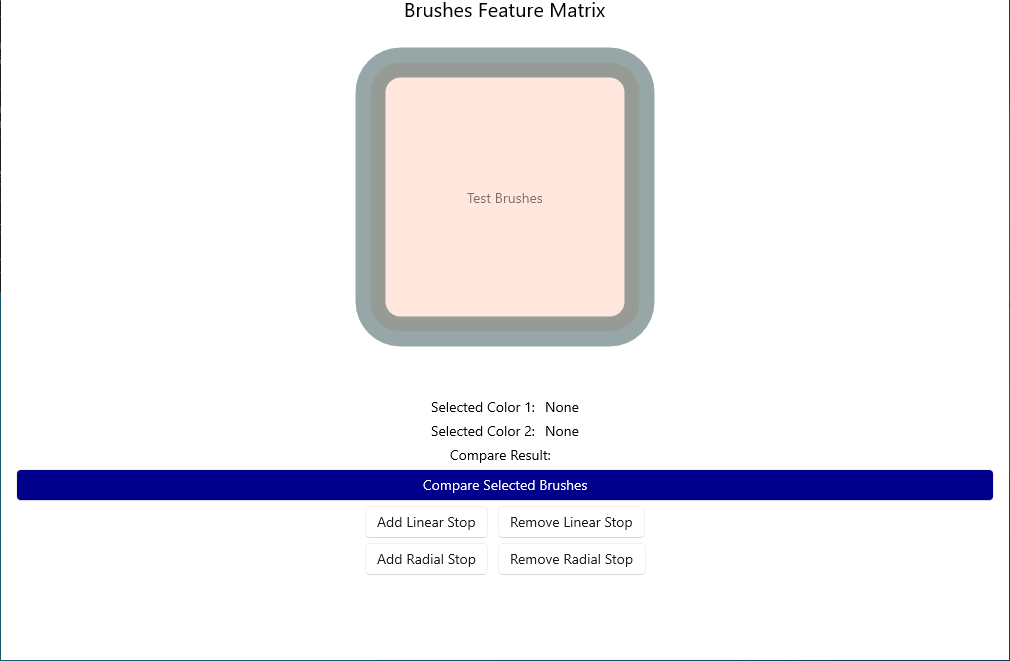 Brushes Feature Matrix
Test Brushes
Selected Color 1: None
Selected Color 2: None
Compare Result:
Compare Selected Brushes
Add Linear Stop Remove Linear Stop
Add Radial Stop Remove Radial Stop